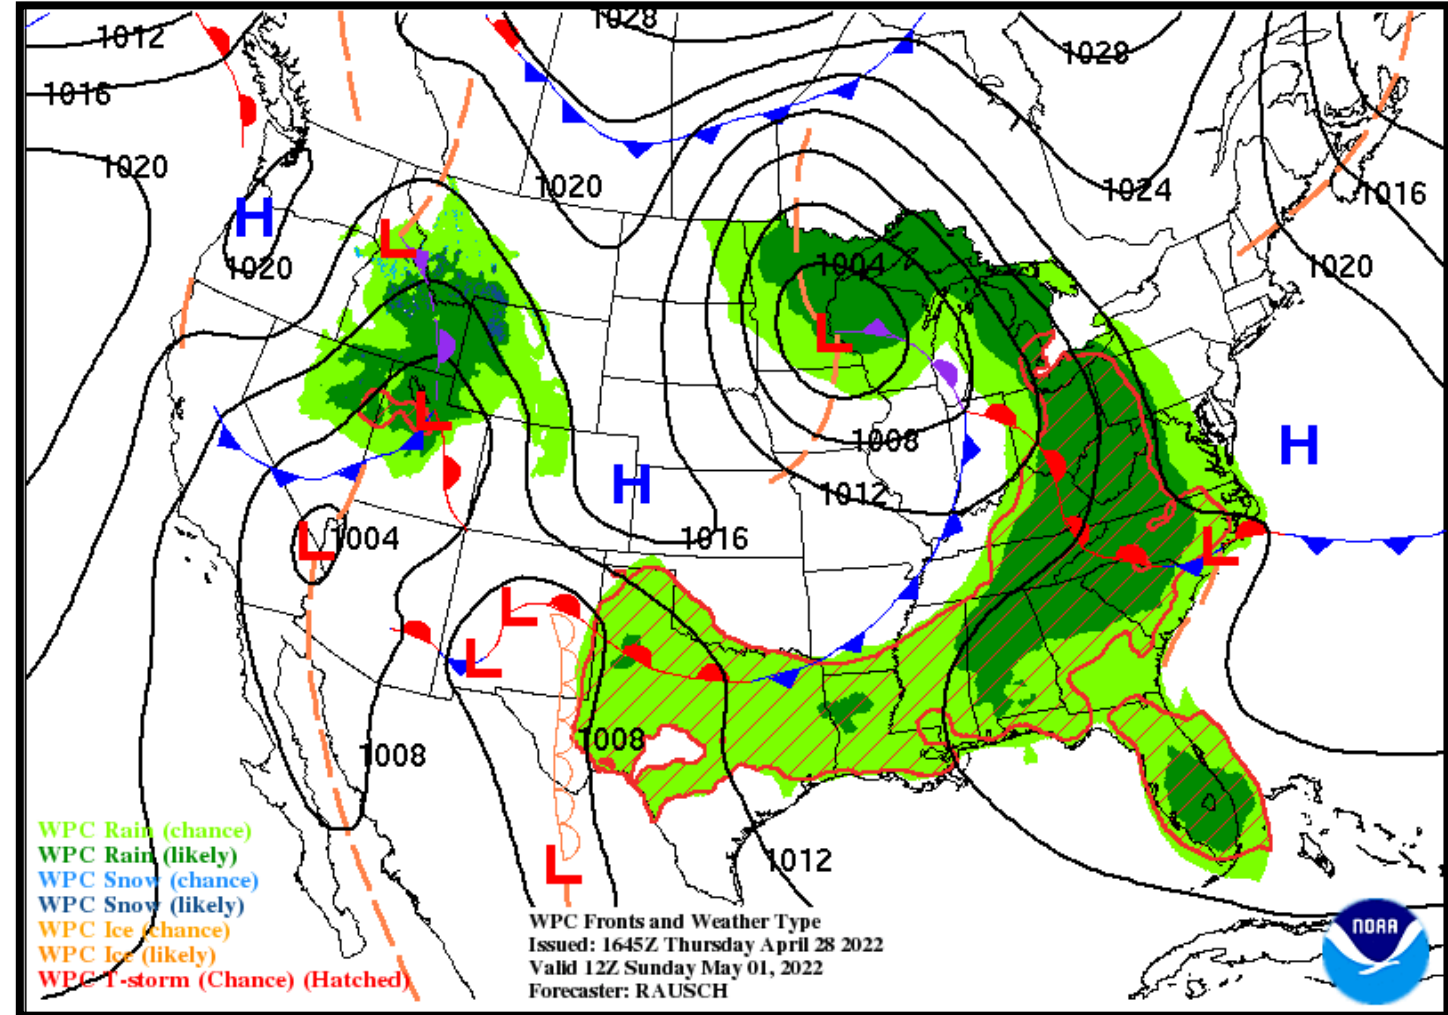 1028
1012
1028
1016
1020
1020
1024
1016
H
L
1020
1004
1020
L
L
1008
H
H
1012
L
1004
1016
L
L
L
1008
1008
WPC Rain (chance)
WPC Rain (likely)
WPC Snow (chance)
WPC Snow (likely)
WPC Ice (chance)
WPC Ice (likely)
WPC T-storm (Chance) (Hatched)
L
1012
WPC Fronts and Weather Type
Issued: 1645Z Thursday April 28 2022
Valid 12Z Sunday May 01, 2022
Forecaster: RAUSCH
NOAA